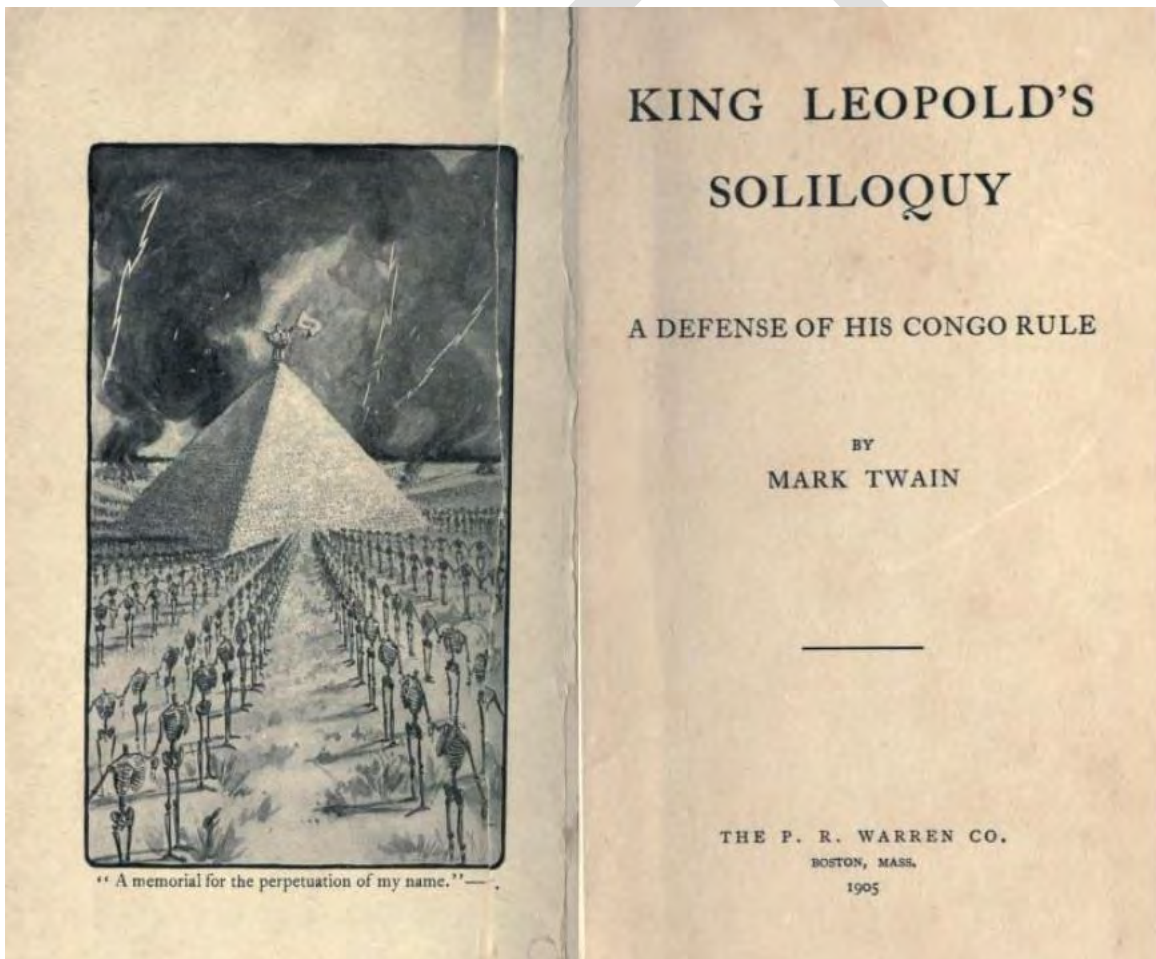 “ A memorial for the perpetuation of my name.”—
KING LEOPOLD’S
SOLILOQUY
A DEFENSE OF HIS CONGO RULE
BY
MARK TWAIN
THE P. R. WARREN CO.
BOSTON, MASS.
1905